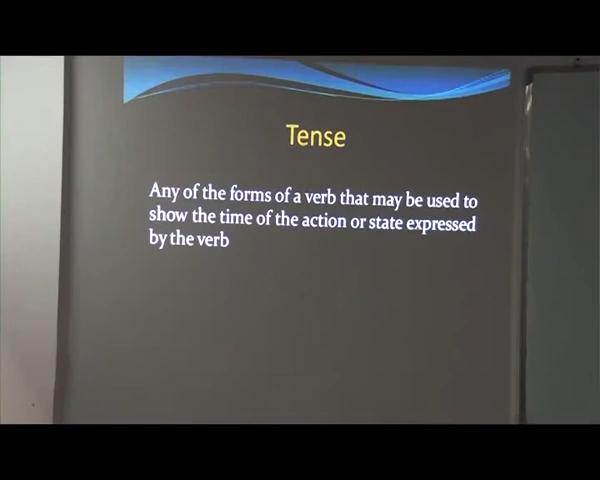 Tense
Any of the forms of a verb that may be used to
show the time of the action or state expressed
by the verb